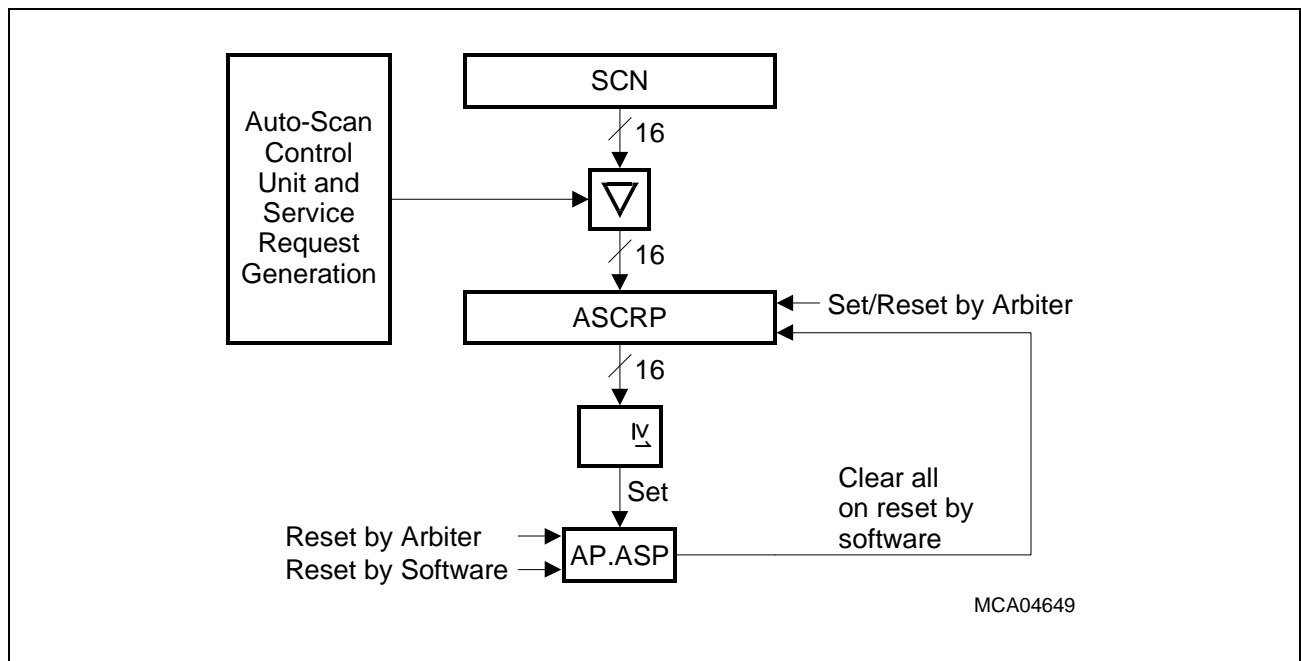 SCN
Auto-Scan
Control
Unit and
Service
Request
Generation
16
16
ASCRP
Set/Reset by Arbiter
16
≥1
Set
Clear all
on reset by
software
Reset by Arbiter
Reset by Software
AP.ASP
MCA04649